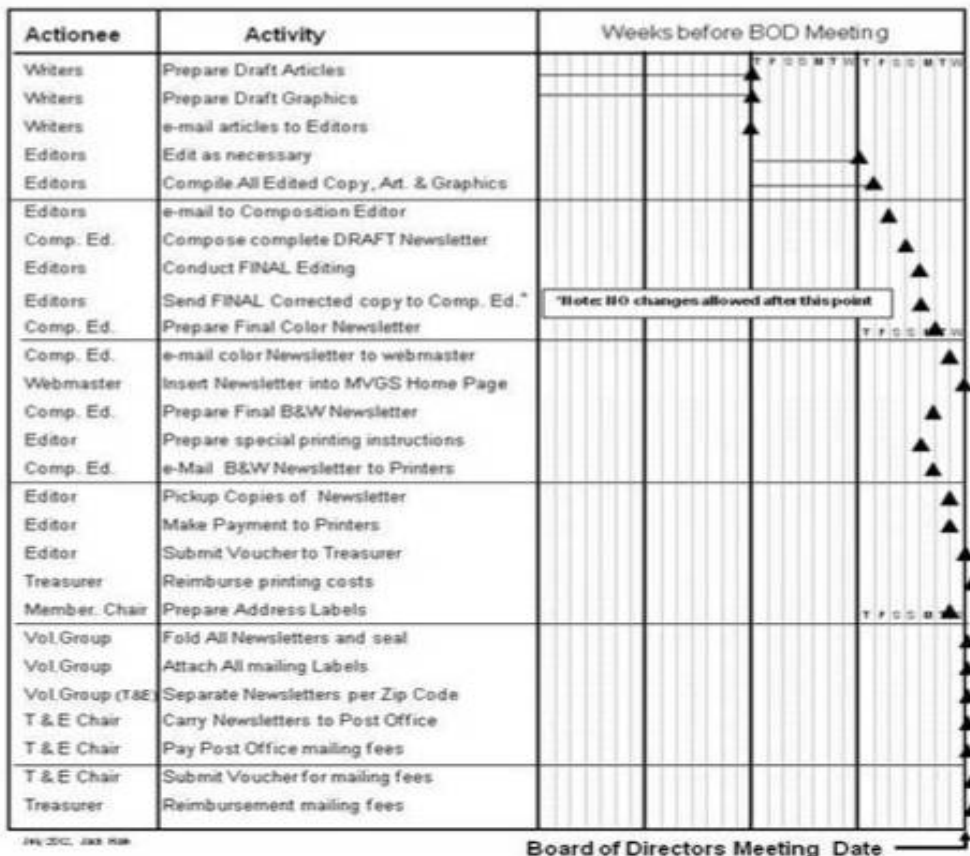 Actionee Activity Weeks before BOD Meeting
Writers Prepare Draft Articles T F S S M T W T F S S M T W
Writers Prepare Draft Graphics
Writers e-mail articles to Editors
Editors Edit as necessary
Editors Compile All Edited Copy, Art. & Graphics
Editors e-mail to Composition Editor
Comp. Ed. Compose complete DRAFT Newsletter
Editors Conduct FINAL Editing
Editors Send FINAL Corrected copy to Comp. Ed.* *Note: NO changes allowed after this point
Comp. Ed. Prepare Final Color Newsletter T F S S M T W
Comp. Ed. e-mail color Newsletter to webmaster
Webmaster Insert Newsletter into MVGS Home Page
Comp. Ed. Prepare Final B&W Newsletter
Editor Prepare special printing instructions
Comp. Ed. e-Mail B&W Newsletter to Printers
Editor Pickup Copies of Newsletter
Editor Make Payment to Printers
Editor Submit Voucher to Treasurer
Treasurer Reimburse printing costs
Member. Chair Prepare Address Labels T F S S M T W
Vol.Group Fold All Newsletters and seal
Vol.Group Attach All mailing Labels
Vol.Group (T&E) Separate Newsletters per Zip Code
T & E Chair Carry Newsletters to Post Office
T & E Chair Pay Post Office mailing fees
T & E Chair Submit Voucher for mailing fees
Treasurer Reimbursement mailing fees
Board of Directors Meeting Date